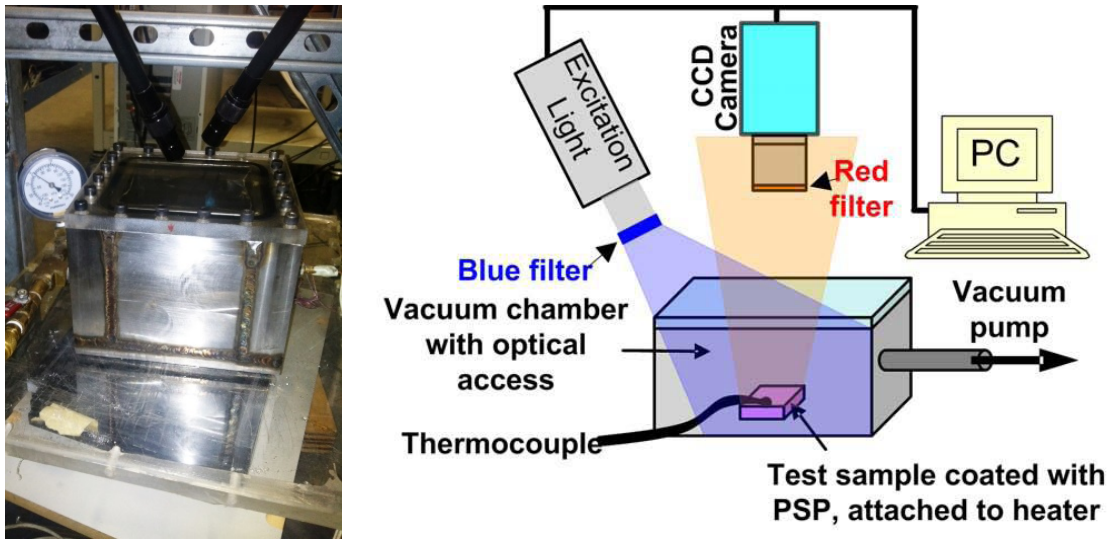 Excitation
Light
CCD
Camera
PC
Red
filter
Blue filter
Vacuum chamber
with optical
access
Vacuum
pump
Thermocouple
Test sample coated with
PSP, attached to heater